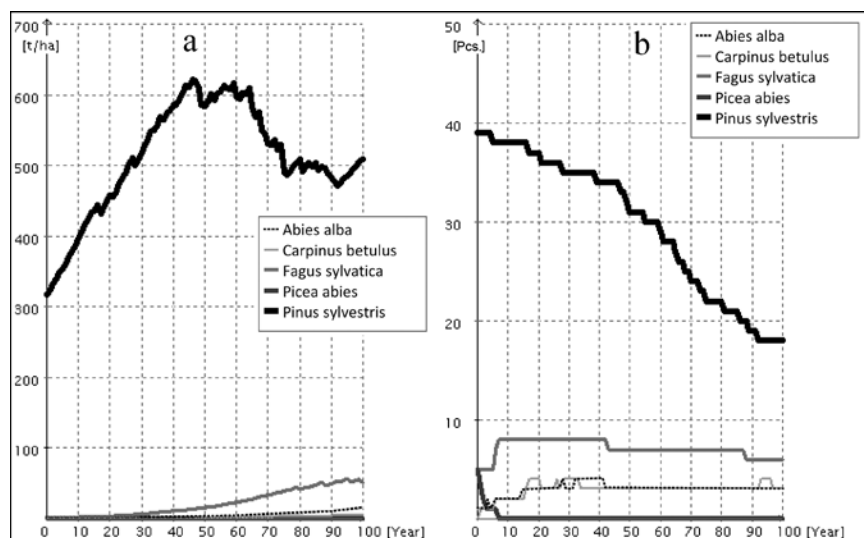 700
[t/ha]
a
600
500
400
300
200
100
Abies alba
Carpinus betulus
Fagus sylvatica
Picea abies
Pinus sylvestris
0 10 20 30 40 50 60 70 80 90 100 [Year]
50
[Pcs.]
b
Abies alba
Carpinus betulus
Fagus sylvatica
Picea abies
Pinus sylvestris
40
30
20
10
0 10 20 30 40 50 60 70 80 90 100 [Year]